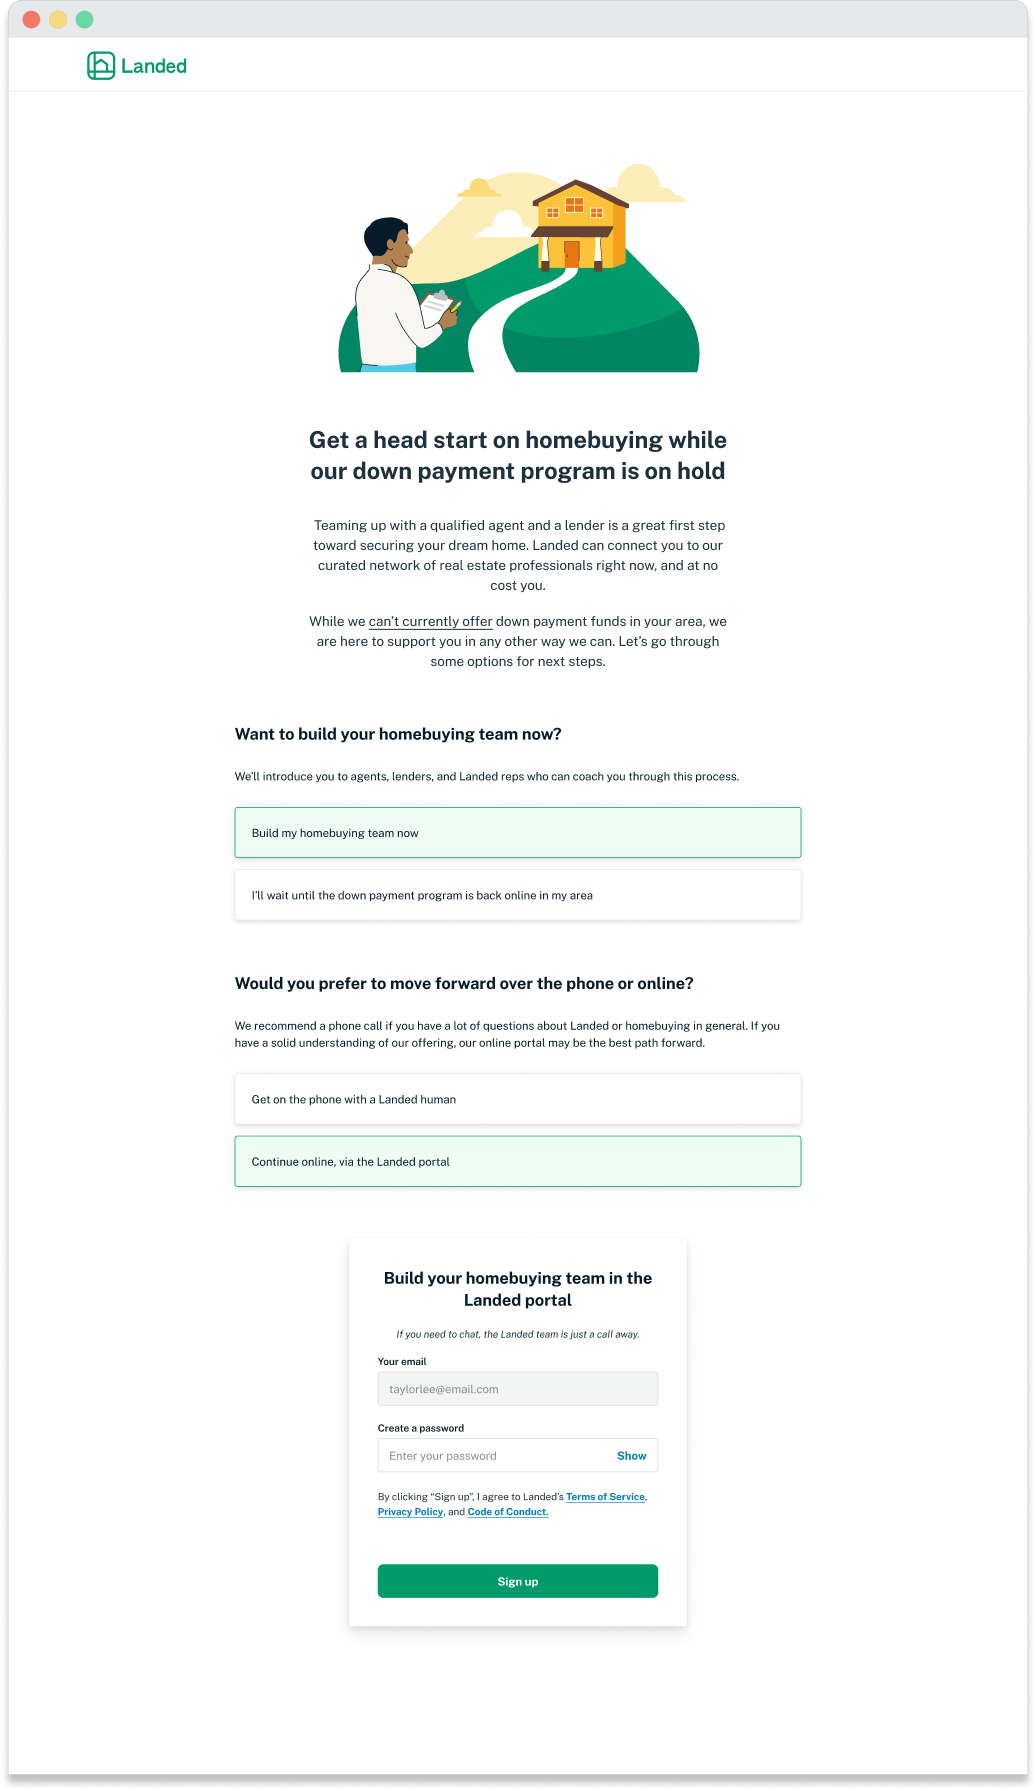 Landed
Get a head start on homebuying while
our down payment program is on hold
Teaming up with a qualified agent and a lender is a great first step
toward securing your dream home. Landed can connect you to our
curated network of real estate professionals right now, and at no
cost you.
While we can't currently offer down payment funds in your area, we
are here to support you in any other way we can. Let's go through
some options for next steps.
Want to build your homebuying team now?
We'll introduce you to agents, lenders, and Landed reps who can coach you through this process.
Build my homebuying team now
I'll wait until the down payment program is back online in my area
Would you prefer to move forward over the phone or online?
We recommend a phone call if you have a lot of questions about Landed or homebuying in general. If you
have a solid understanding of our offering, our online portal may be the best path forward.
Get on the phone with a Landed human
Continue online, via the Landed portal
Build your homebuying team in the
Landed portal
If you need to chat, the Landed team is just a call away.
Your email
taylorlee@email.com
Create a password
Enter your password Show
By clicking “Sign up”, I agree to Landed's Terms of Service,
Privacy Policy, and Code of Conduct.
Sign up